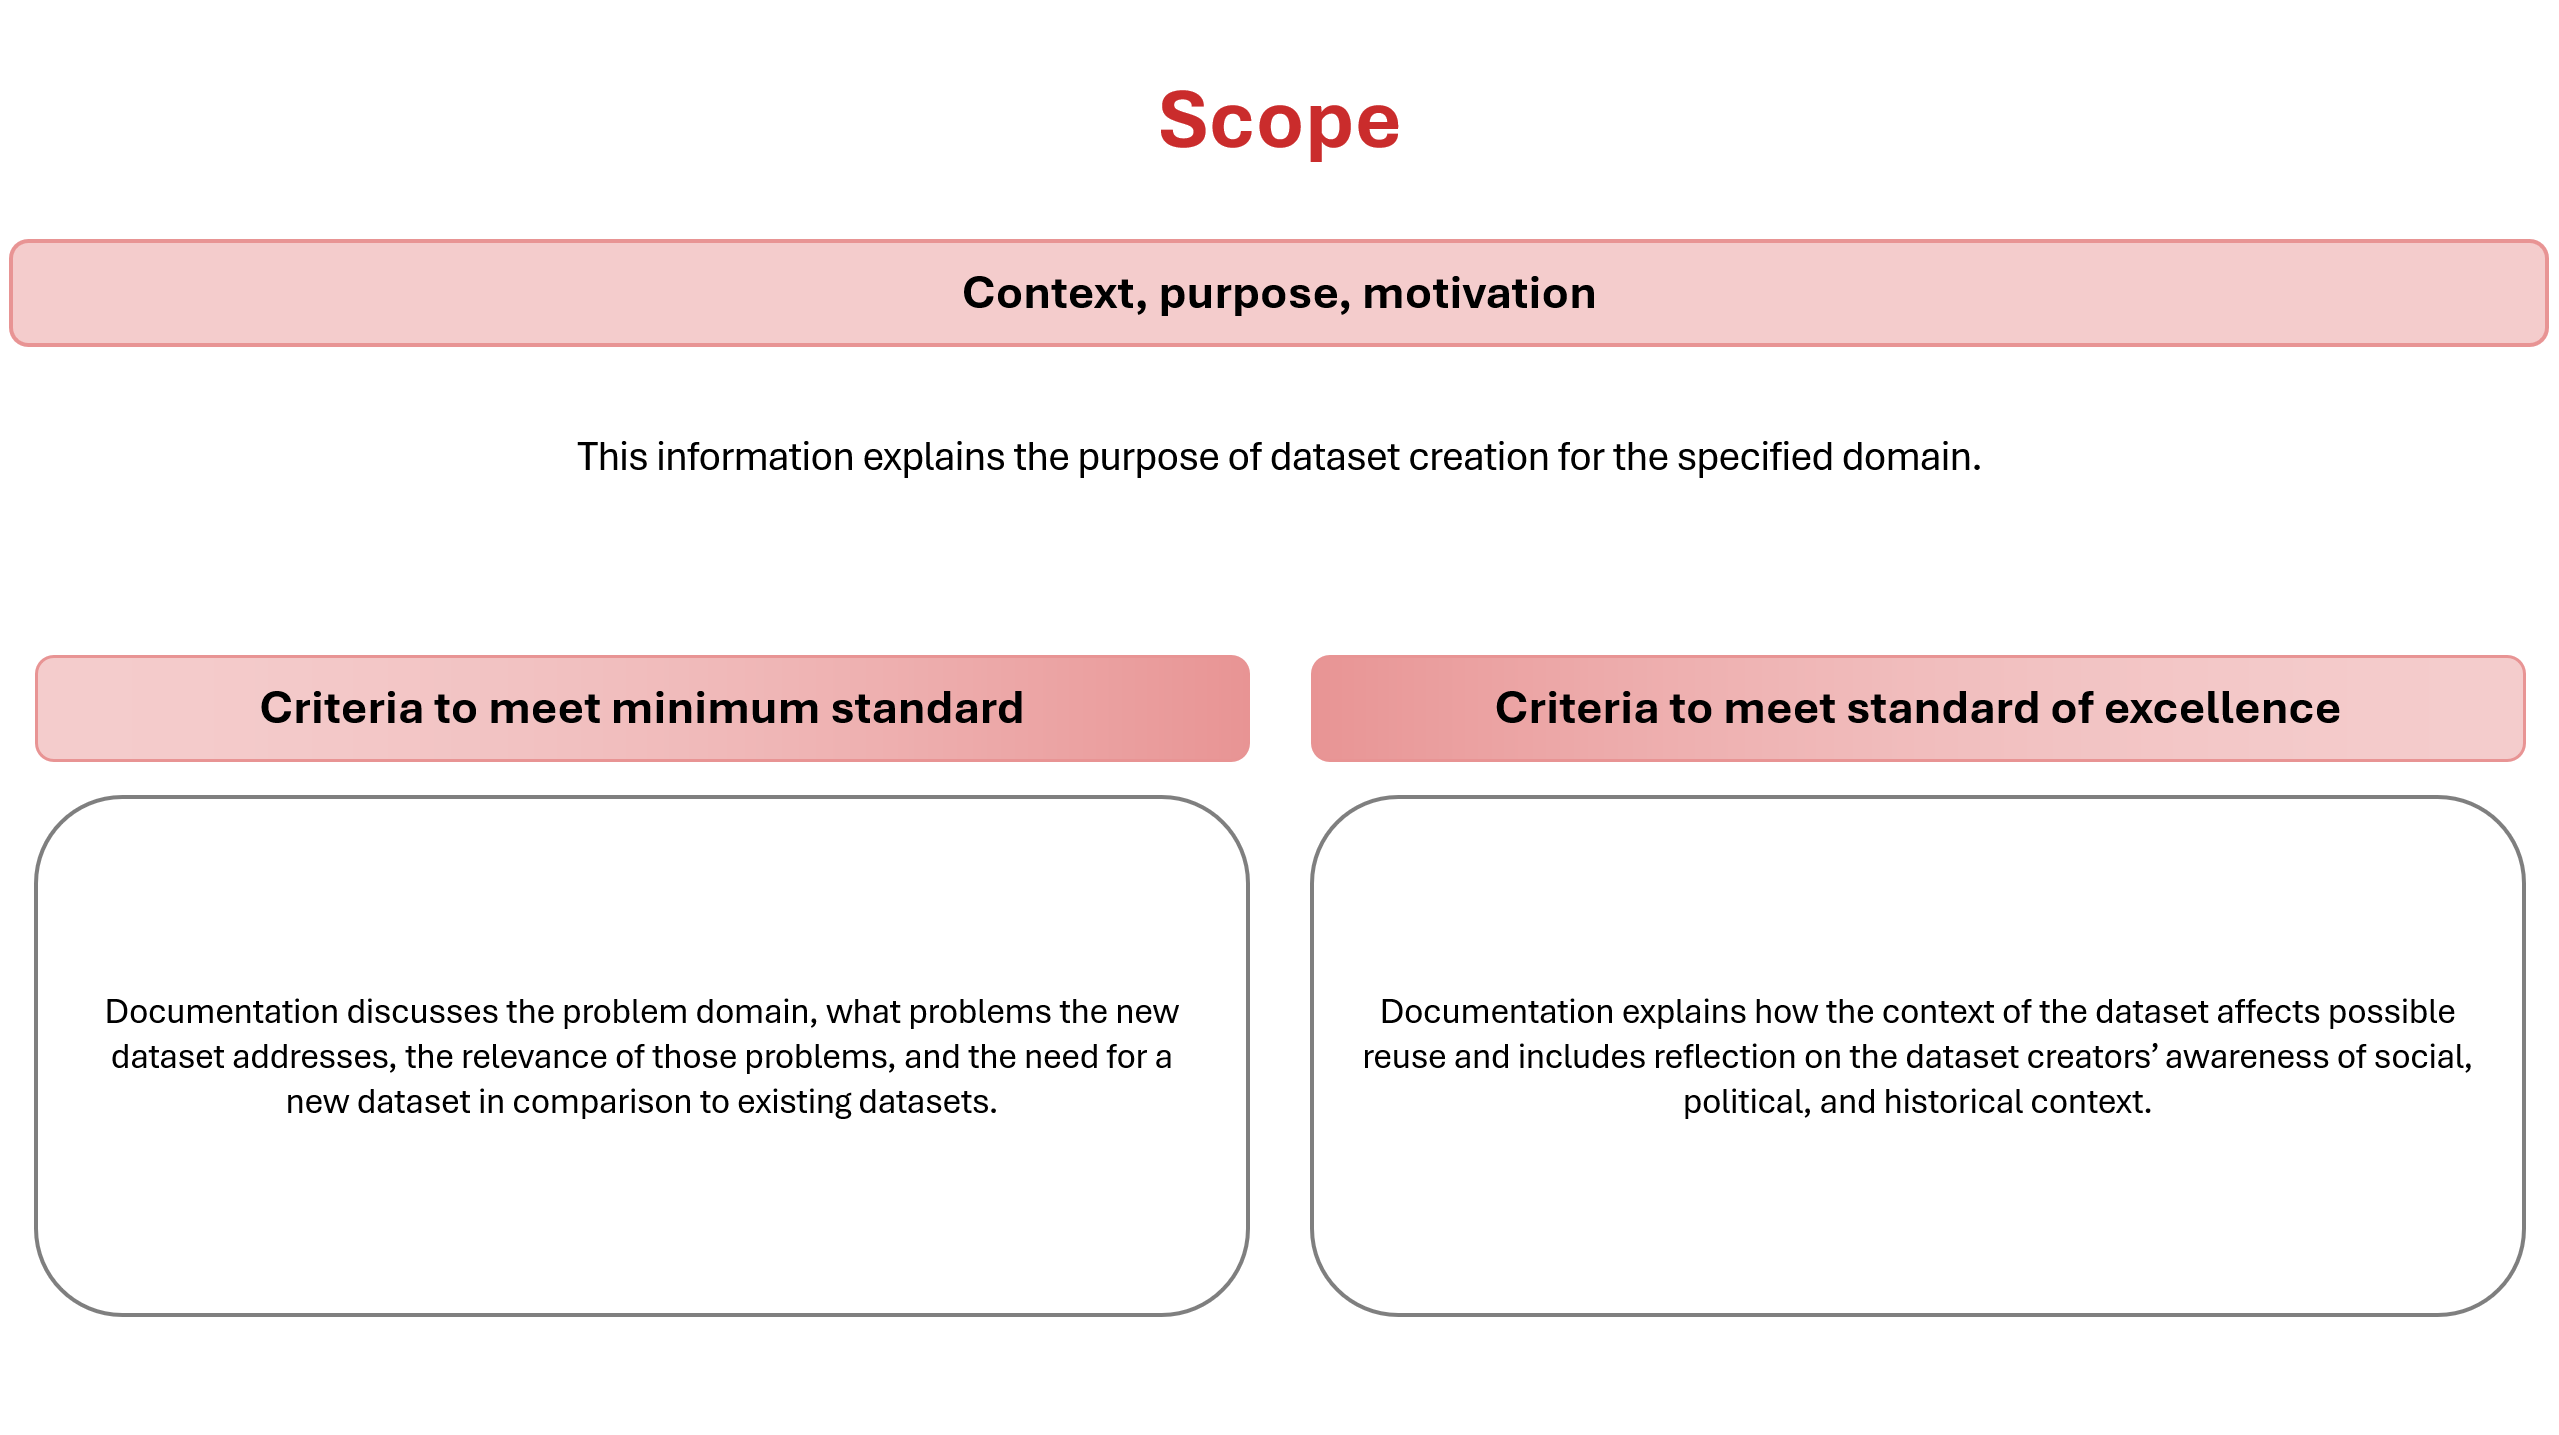 Scope
Context, purpose, motivation
This information explains the purpose of dataset creation for the specified domain.
Criteria to meet minimum standard
Documentation discusses the problem domain, what problems the new
dataset addresses, the relevance of those problems, and the need for a
new dataset in comparison to existing datasets.
Criteria to meet standard of excellence
Documentation explains how the context of the dataset affects possible
reuse and includes reflection on the dataset creators’ awareness of social,
political, and historical context.